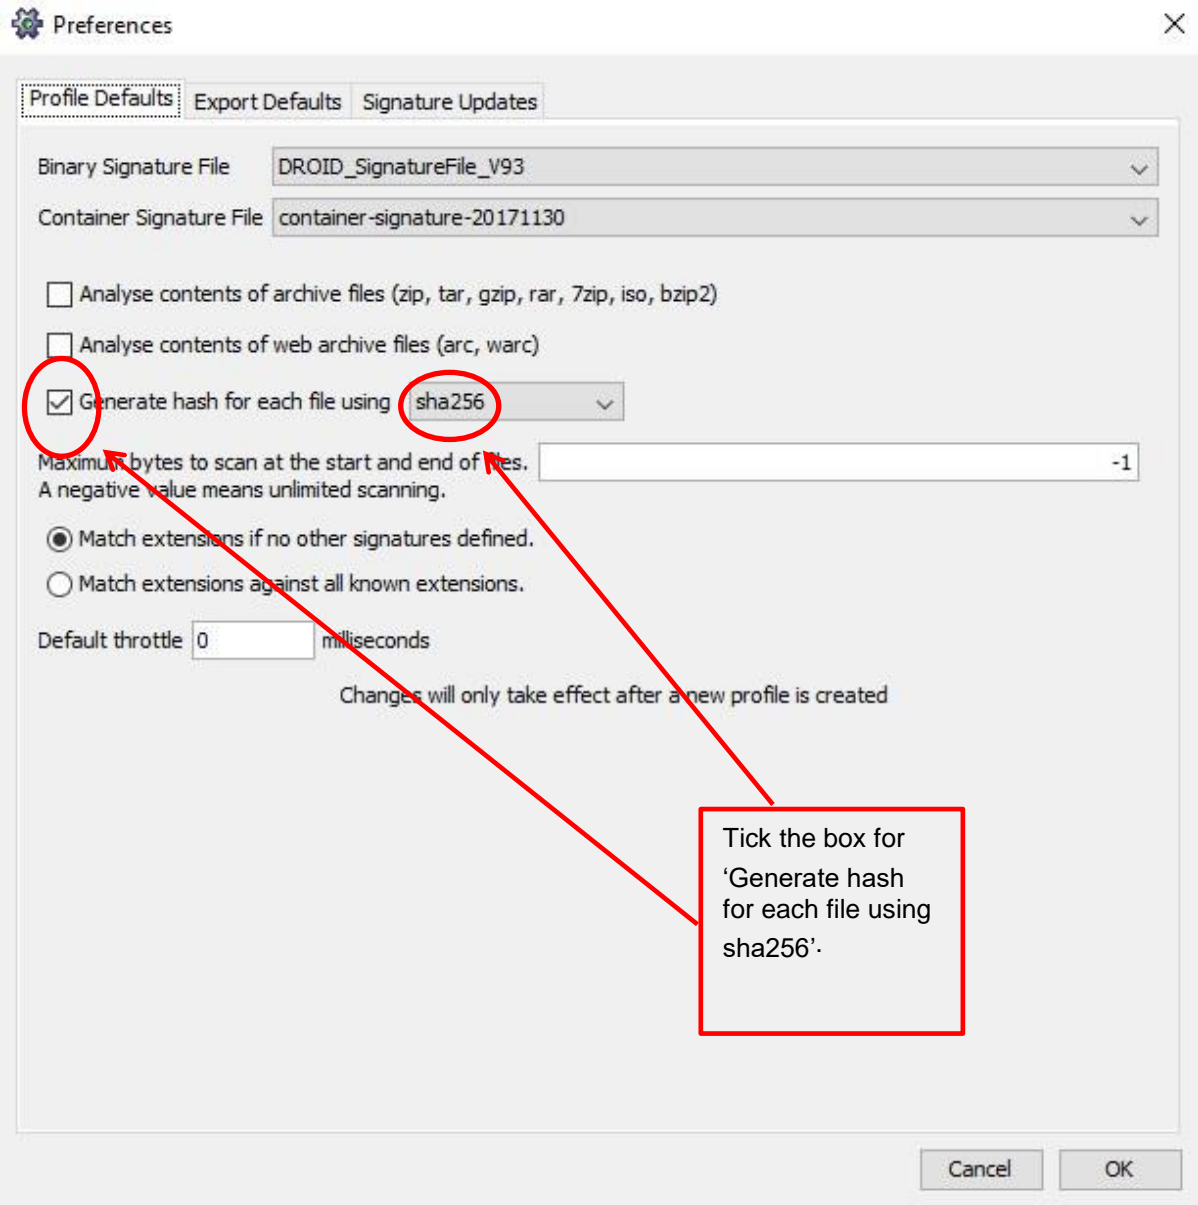 Preferences
Profile Defaults Export Defaults Signature Updates
Binary Signature File DROID_SignatureFile_V93
Container Signature File container-signature-20171130
Analyse contents of archive files (zip, tar, gzip, rar, 7zip, iso, bzip2)
Analyse contents of web archive files (arc, warc)
Generate hash for each file using sha256
Maximum bytes to scan at the start and end of files. -1
A negative value means unlimited scanning.
Match extensions if no other signatures defined.
Match extensions against all known extensions.
Default throttle 0 milliseconds
Changes will only take effect after a new profile is created
Tick the box for
‘Generate hash
for each file using
sha256’.
Cancel OK